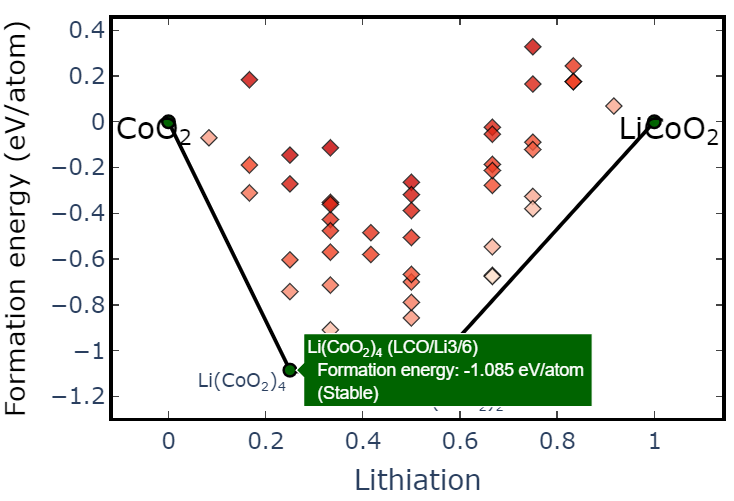 Formation energy (eV/atom)
0.4
0.2
0
−0.2
−0.4
−0.6
−0.8
−1
−1.2
CoO₂
LiCoO₂
Li(CoO₂)₄
Li(CoO₂)₄ (LCO/Li3/6)
Formation energy: -1.085 eV/atom
(Stable)
0
0.2
0.4
0.6
0.8
1
Lithiation